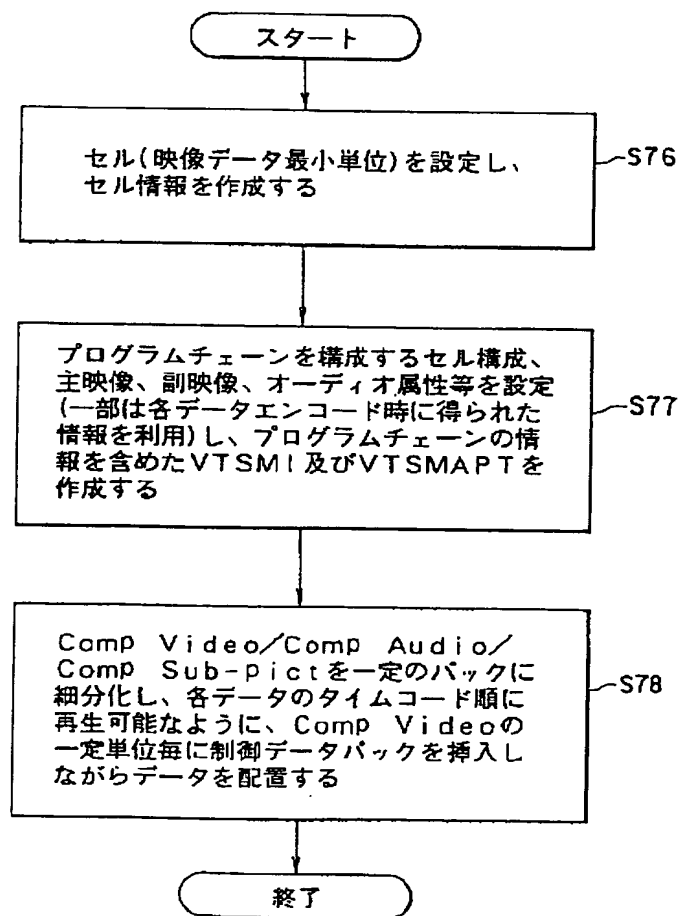 スタート
セル(映像データ最小単位)を設定し、
セル情報を作成する
S76
プログラムチェーンを構成するセル構成、
主映像、副映像、オーディオ属性等を設定
(一部は各データエンコード時に得られた
情報を利用)し、プログラムチェーンの情
報を含めたVTSMI及びVTSMAPTを
作成する
S77
Comp Video/Comp Audio/
Comp Sub-pictを一定のパックに
細分化し、各データのタイムコード順に
再生可能なように、Comp Videoの
一定単位毎に制御データパックを挿入し
ながらデータを配置する
S78
終了